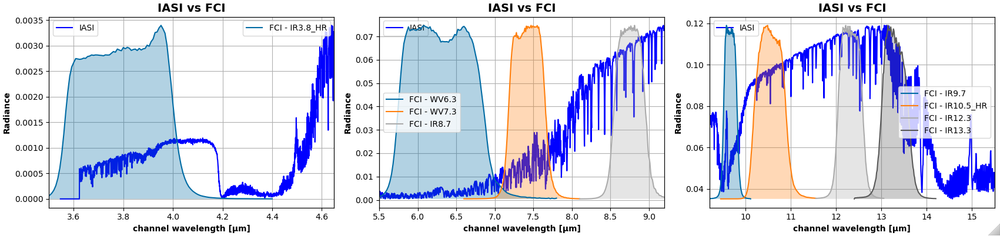 IASI vs FCI
IASI
FCI - IR3.8_HR
Radiance
0.0035
0.0030
0.0025
0.0020
0.0015
0.0010
0.0005
0.0000
3.6 3.8 4.0 4.2 4.4 4.6
channel wavelength [μm]
IASI vs FCI
IASI
FCI - WV6.3
FCI - WV7.3
FCI - IR8.7
Radiance
0.07
0.06
0.05
0.04
0.03
0.02
0.01
0.00
5.5 6.0 6.5 7.0 7.5 8.0 8.5 9.0
channel wavelength [μm]
IASI vs FCI
IASI
FCI - IR9.7
FCI - IR10.5_HR
FCI - IR12.3
FCI - IR13.3
Radiance
0.12
0.10
0.08
0.06
0.04
10 11 12 13 14 15
channel wavelength [μm]